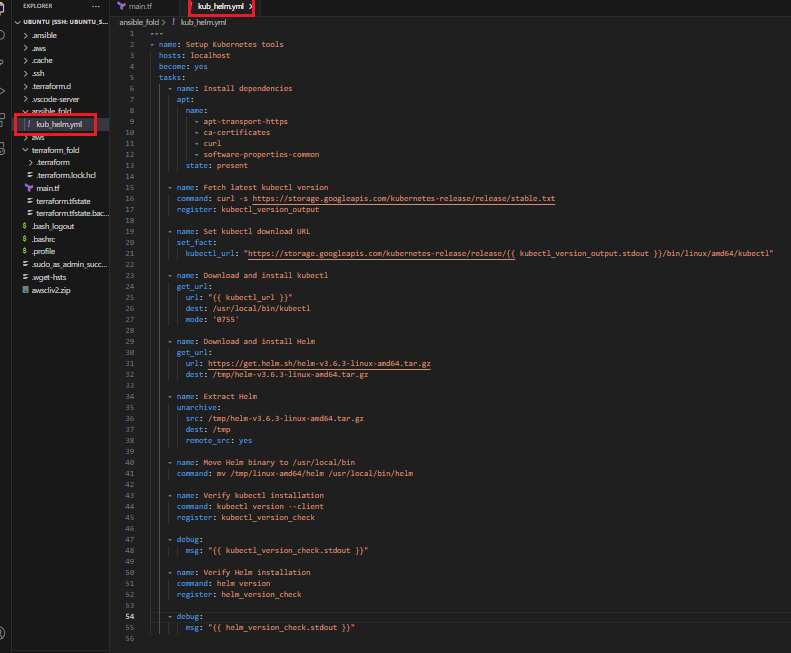 EXPLORER ...
main.tf
kub_helm.yml
UBUNTU [SSH: UBUNTU_S...
.ansible
.aws
.cache
.ssh
.terraform.d
.vscode-server
ansible_fold
kub_helm.yml
aws
terraform_fold
.terraform
.terraform.lock.hcl
main.tf
terraform.tfstate
terraform.tfstate.bac...
.bash_logout
.bashrc
.profile
.sudo_as_admin_succ...
.wget-hsts
awscliv2.zip
ansible_fold > ! kub_helm.yml
1 ---
2 - name: Setup Kubernetes tools
3 hosts: localhost
4 become: yes
5 tasks:
6 - name: Install dependencies
7 apt:
8 name:
9 - apt-transport-https
10 - ca-certificates
11 - curl
12 - software-properties-common
13 state: present
14
15 - name: Fetch latest kubectl version
16 command: curl -s https://storage.googleapis.com/kubernetes-release/release/stable.txt
17 register: kubectl_version_output
18
19 - name: Set kubectl download URL
20 set_fact:
21 kubectl_url: "https://storage.googleapis.com/kubernetes-release/release/{{ kubectl_version_output.stdout }}/bin/linux/amd64/kubectl"
22
23 - name: Download and install kubectl
24 get_url:
25 url: "{{ kubectl_url }}"
26 dest: /usr/local/bin/kubectl
27 mode: '0755'
28
29 - name: Download and install Helm
30 get_url:
31 url: https://get.helm.sh/helm-v3.6.3-linux-amd64.tar.gz
32 dest: /tmp/helm-v3.6.3-linux-amd64.tar.gz
33
34 - name: Extract Helm
35 unarchive:
36 src: /tmp/helm-v3.6.3-linux-amd64.tar.gz
37 dest: /tmp
38 remote_src: yes
39
40 - name: Move Helm binary to /usr/local/bin
41 command: mv /tmp/linux-amd64/helm /usr/local/bin/helm
42
43 - name: Verify kubectl installation
44 command: kubectl version --client
45 register: kubectl_version_check
46
47 - debug:
48 msg: "{{ kubectl_version_check.stdout }}"
49
50 - name: Verify Helm installation
51 command: helm version
52 register: helm_version_check
53
54 - debug:
55 msg: "{{ helm_version_check.stdout }}"
56